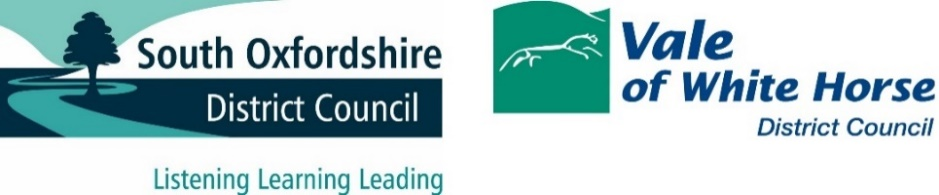 South Oxfordshire
District Council
Listening Learning Leading
Vale
of White Horse
District Council